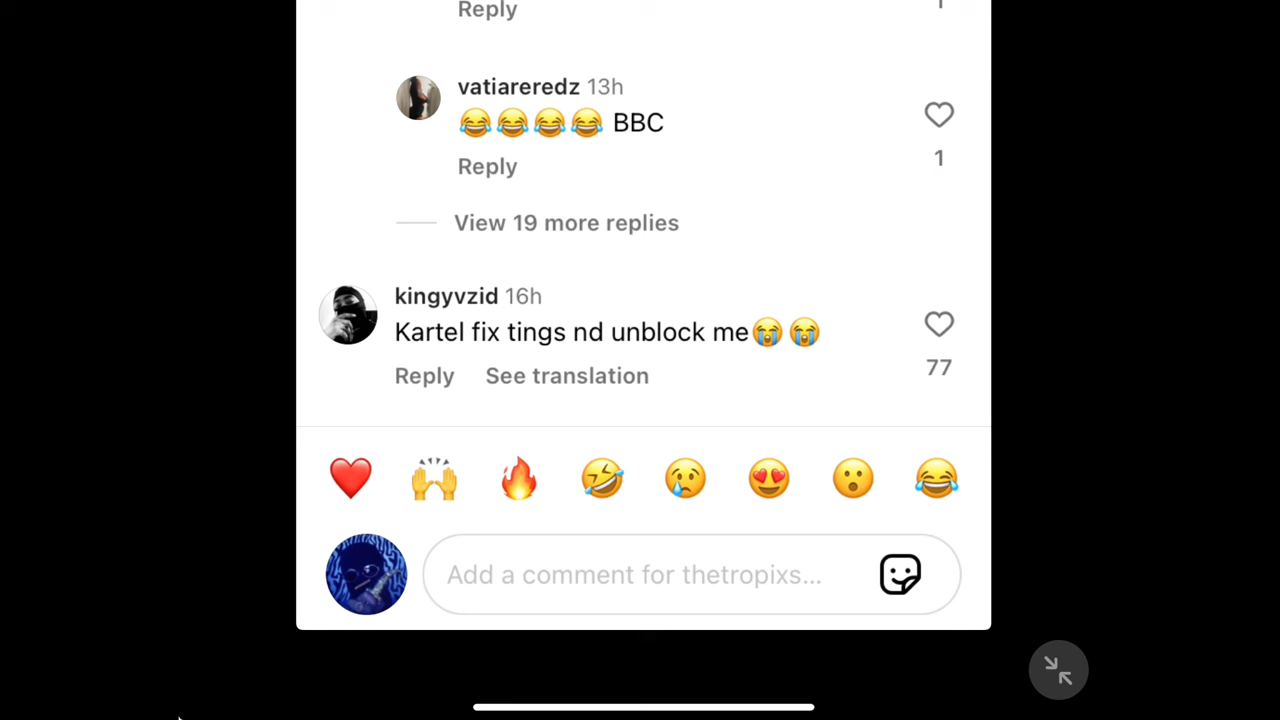 Reply
vatiareredz 13h
😂😂😂😂 BBC
Reply
1
View 19 more replies
kingyvzid 16h
Kartel fix tings nd unblock me😭😭
77
Reply See translation
❤️ 🙌 🔥 🤣 😢 😍 😮 😂
Add a comment for thetropixs...